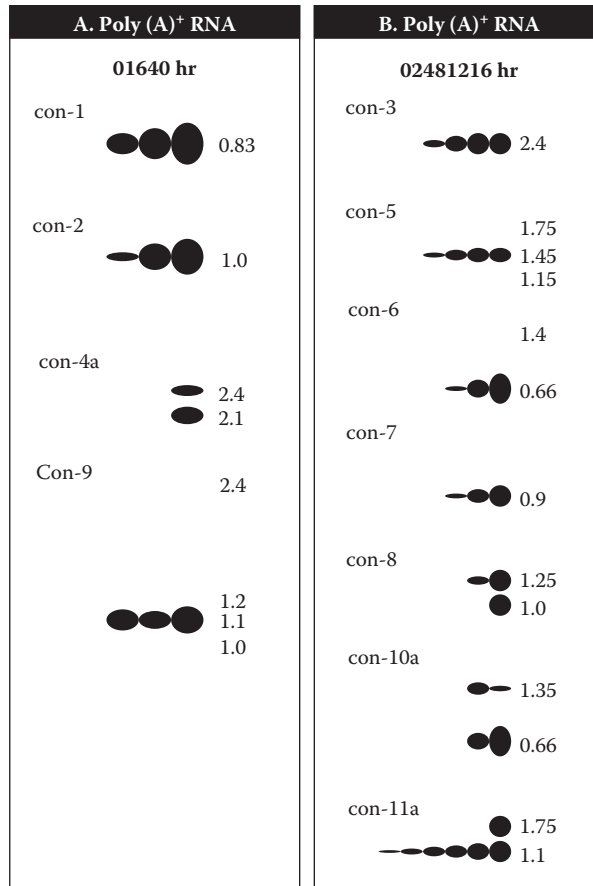 A. Poly (A)⁺ RNA
01640 hr
con-1
0.83
con-2
1.0
con-4a
2.4
2.1
Con-9
2.4
1.2
1.1
1.0
B. Poly (A)⁺ RNA
02481216 hr
con-3
2.4
con-5
1.75
1.45
1.15
con-6
1.4
0.66
con-7
0.9
con-8
1.25
1.0
con-10a
1.35
0.66
con-11a
1.75
1.1